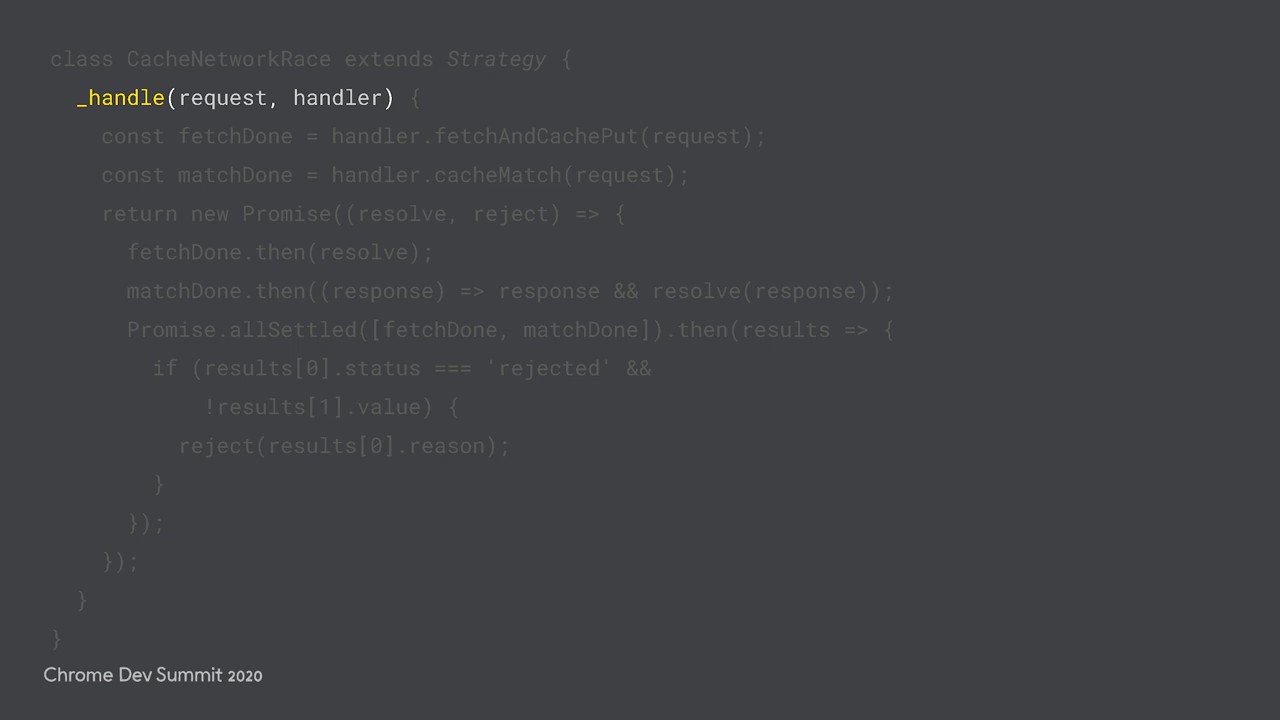 class CacheNetworkRace extends Strategy {
  _handle(request, handler) {
    const fetchDone = handler.fetchAndCachePut(request);
    const matchDone = handler.cacheMatch(request);
    return new Promise((resolve, reject) => {
      fetchDone.then(resolve);
      matchDone.then((response) => response && resolve(response));
      Promise.allSettled([fetchDone, matchDone]).then(results => {
        if (results[0].status === 'rejected' &&
            !results[1].value) {
          reject(results[0].reason);
        }
      });
    });
  }
}
Chrome Dev Summit 2020